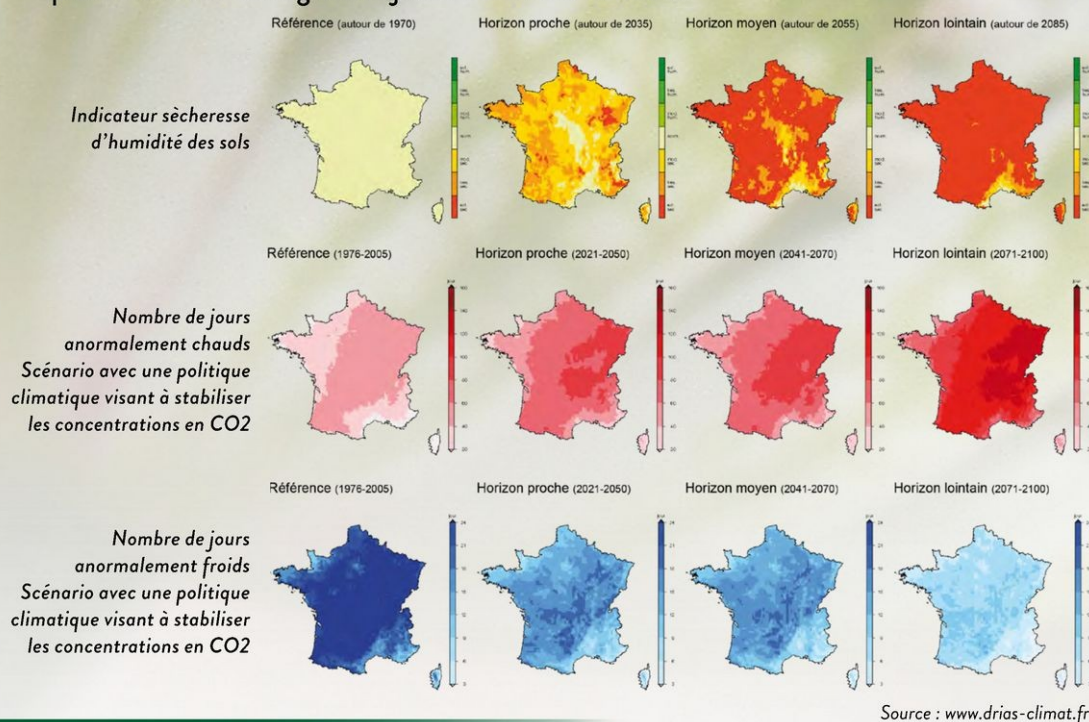 Référence (autour de 1970)
Horizon proche (autour de 2035)
Horizon moyen (autour de 2055)
Horizon lointain (autour de 2085)
Indicateur sècheresse
d'humidité des sols
Référence (1976-2005)
Horizon proche (2021-2050)
Horizon moyen (2041-2070)
Horizon lointain (2071-2100)
Nombre de jours
anormalement chauds
Scénario avec une politique
climatique visant à stabiliser
les concentrations en CO2
Référence (1976-2005)
Horizon proche (2021-2050)
Horizon moyen (2041-2070)
Horizon lointain (2071-2100)
Nombre de jours
anormalement froids
Scénario avec une politique
climatique visant à stabiliser
les concentrations en CO2
Source : www.drias-climat.fr